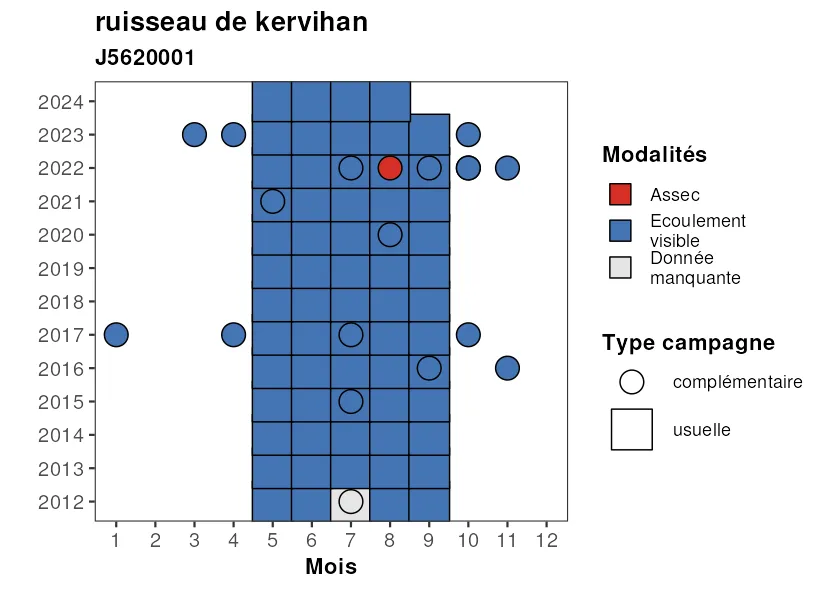 ruisseau de kervihan
J5620001
2024
2023
2022
2021
2020
2019
2018
2017
2016
2015
2014
2013
2012
1 2 3 4 5 6 7 8 9 10 11 12
Mois
Modalités
Assec
Ecoulement
visible
Donnée
manquante
Type campagne
complémentaire
usuelle